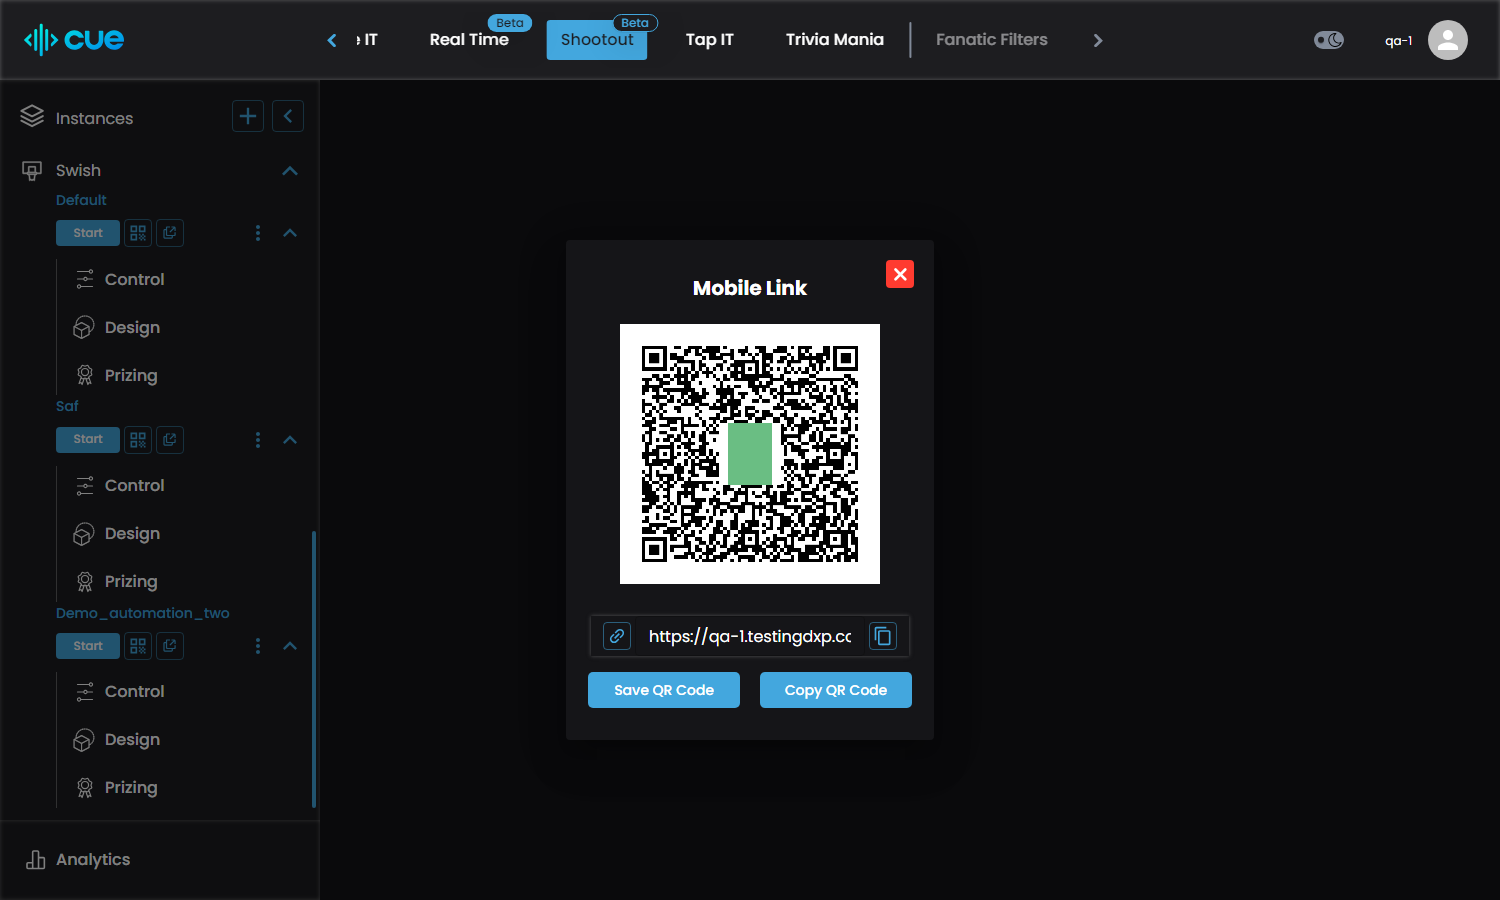 cue
IT
Real Time
Beta
Shootout
Beta
Tap IT
Trivia Mania
Fanatic Filters
qa-1
Instances
Swish
Default
Start
Control
Design
Prizing
Saf
Start
Control
Design
Prizing
Demo_automation_two
Start
Control
Design
Prizing
Analytics
Mobile Link
https://qa-1.testingdxp.co
Save QR Code
Copy QR Code